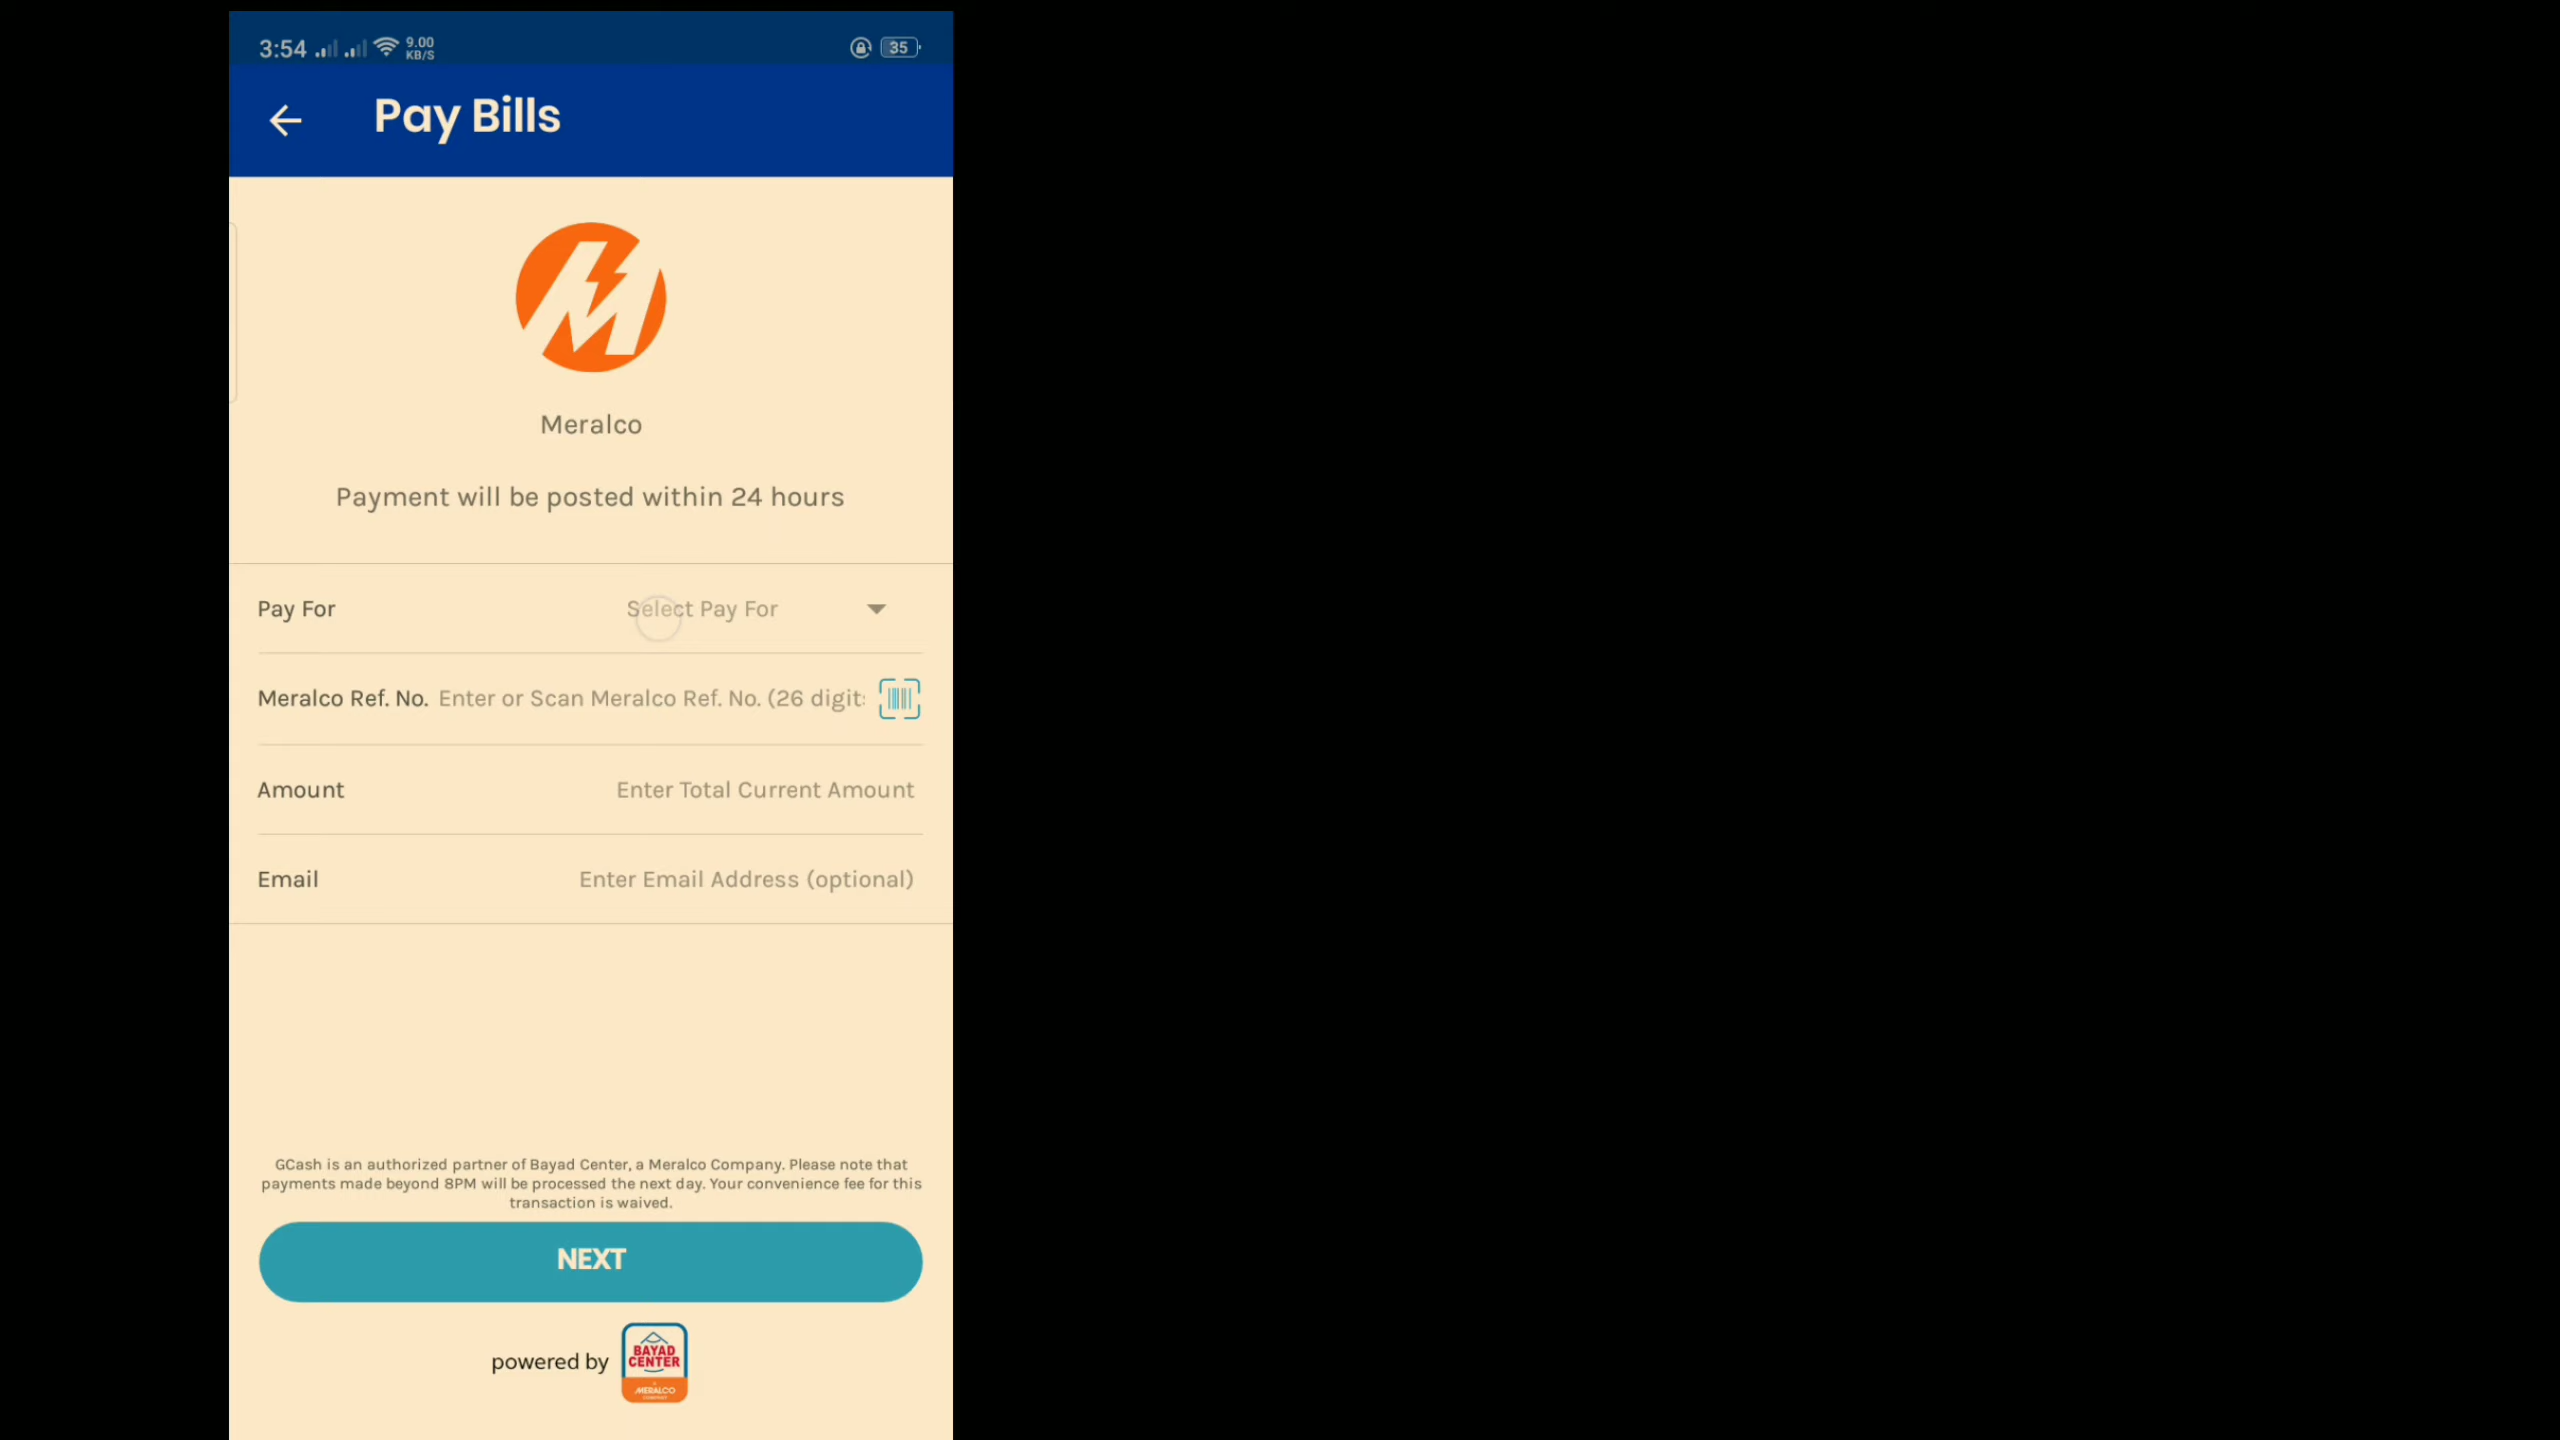 3:54 9.00 KB/S 35
Pay Bills
Meralco
Payment will be posted within 24 hours
Pay For Select Pay For
Meralco Ref. No. Enter or Scan Meralco Ref. No. (26 digit
Amount Enter Total Current Amount
Email Enter Email Address (optional)
GCash is an authorized partner of Bayad Center, a Meralco Company. Please note that
payments made beyond 8PM will be processed the next day. Your convenience fee for this
transaction is waived.
NEXT
powered by
BAYAD
CENTER
MERALCO